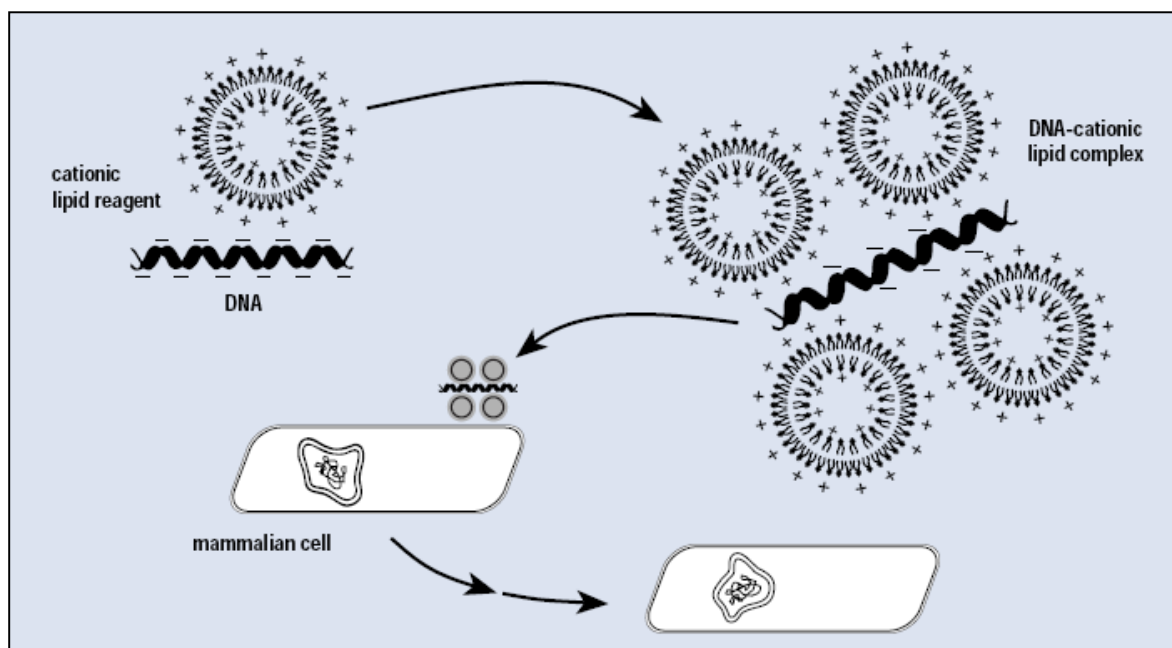 cationic
lipid reagent
DNA
DNA-cationic
lipid complex
mammalian cell